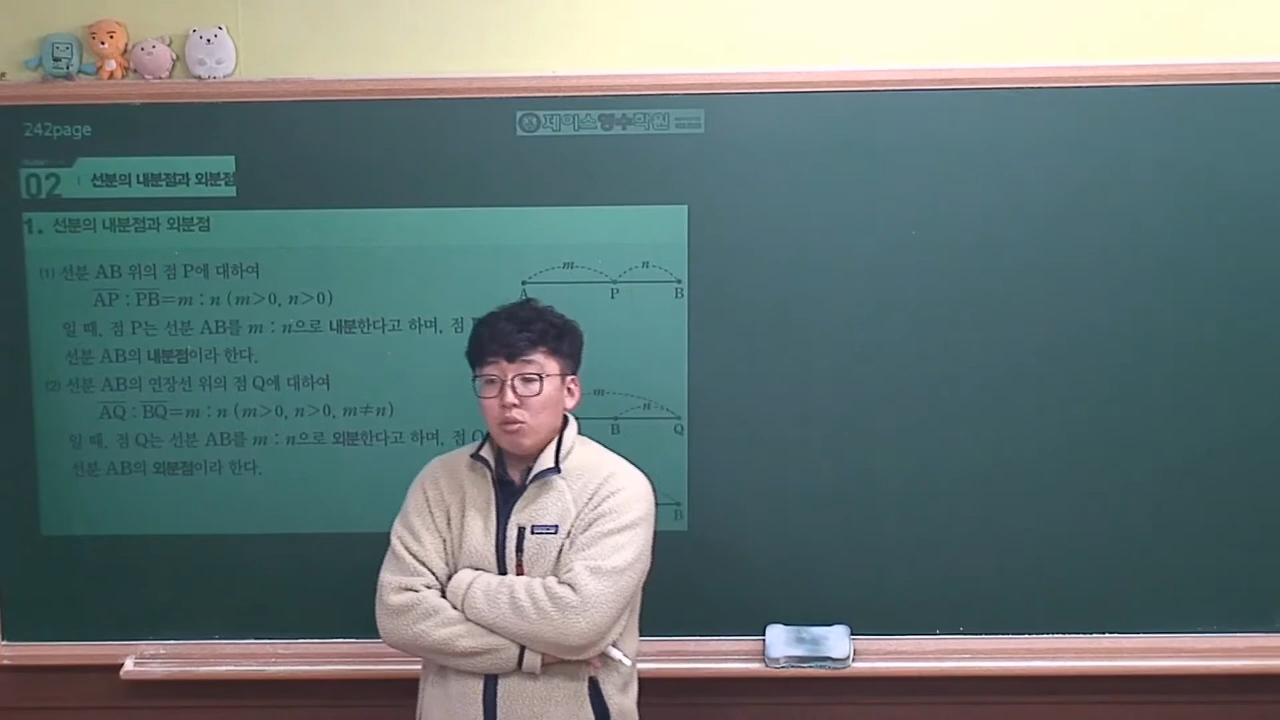 242page
제이스영수학원
02 선분의 내분점과 외분점
1. 선분의 내분점과 외분점
(1) 선분 AB 위의 점 P에 대하여
AP : PB=m : n (m>0, n>0)
일 때, 점 P는 선분 AB를 m : n으로 내분한다고 하며, 점
선분 AB의 내분점이라 한다.
m n
A P B
(2) 선분 AB의 연장선 위의 점 Q에 대하여
AQ : BQ=m : n (m>0, n>0, m≠n)
일 때, 점 Q는 선분 AB를 m : n으로 외분한다고 하며, 점 Q
선분 AB의 외분점이라 한다.
m
n
B Q
B